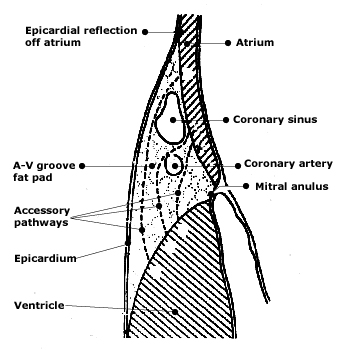 Epicardial reflection
off atrium
Atrium
Coronary sinus
A-V groove
fat pad
Coronary artery
Mitral anulus
Accessory
pathways
Epicardium
Ventricle